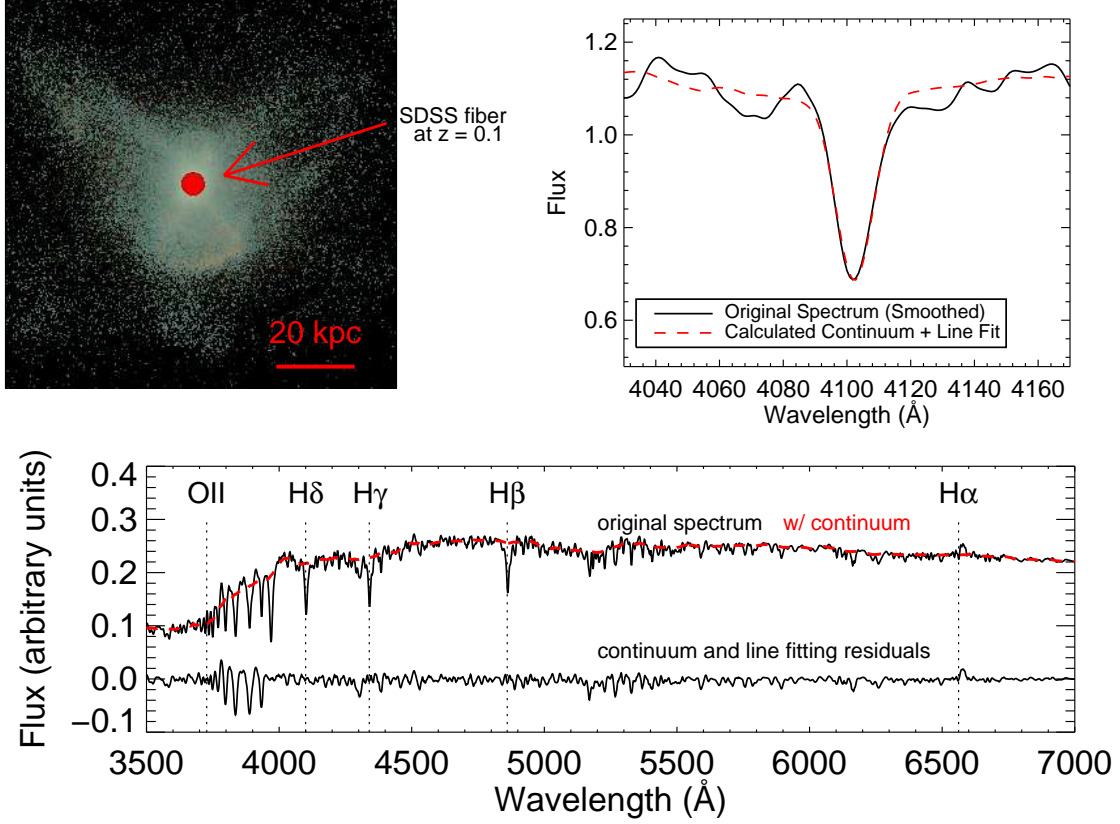 SDSS fiber
at z = 0.1
20 kpc
1.2
1.0
0.8
0.6
Flux
Original Spectrum (Smoothed)
Calculated Continuum + Line Fit
4040 4060 4080 4100 4120 4140 4160
Wavelength (Å)
0.4
0.3
0.2
0.1
0.0
−0.1
Flux (arbitrary units)
OII Hδ Hγ Hβ Hα
original spectrum w/ continuum
continuum and line fitting residuals
3500 4000 4500 5000 5500 6000 6500 7000
Wavelength (Å)